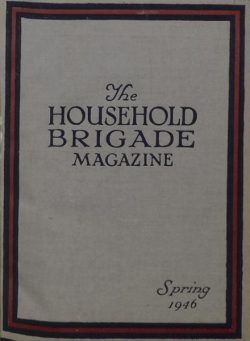 The
HOUSEHOLD
BRIGADE
MAGAZINE
Spring
1946